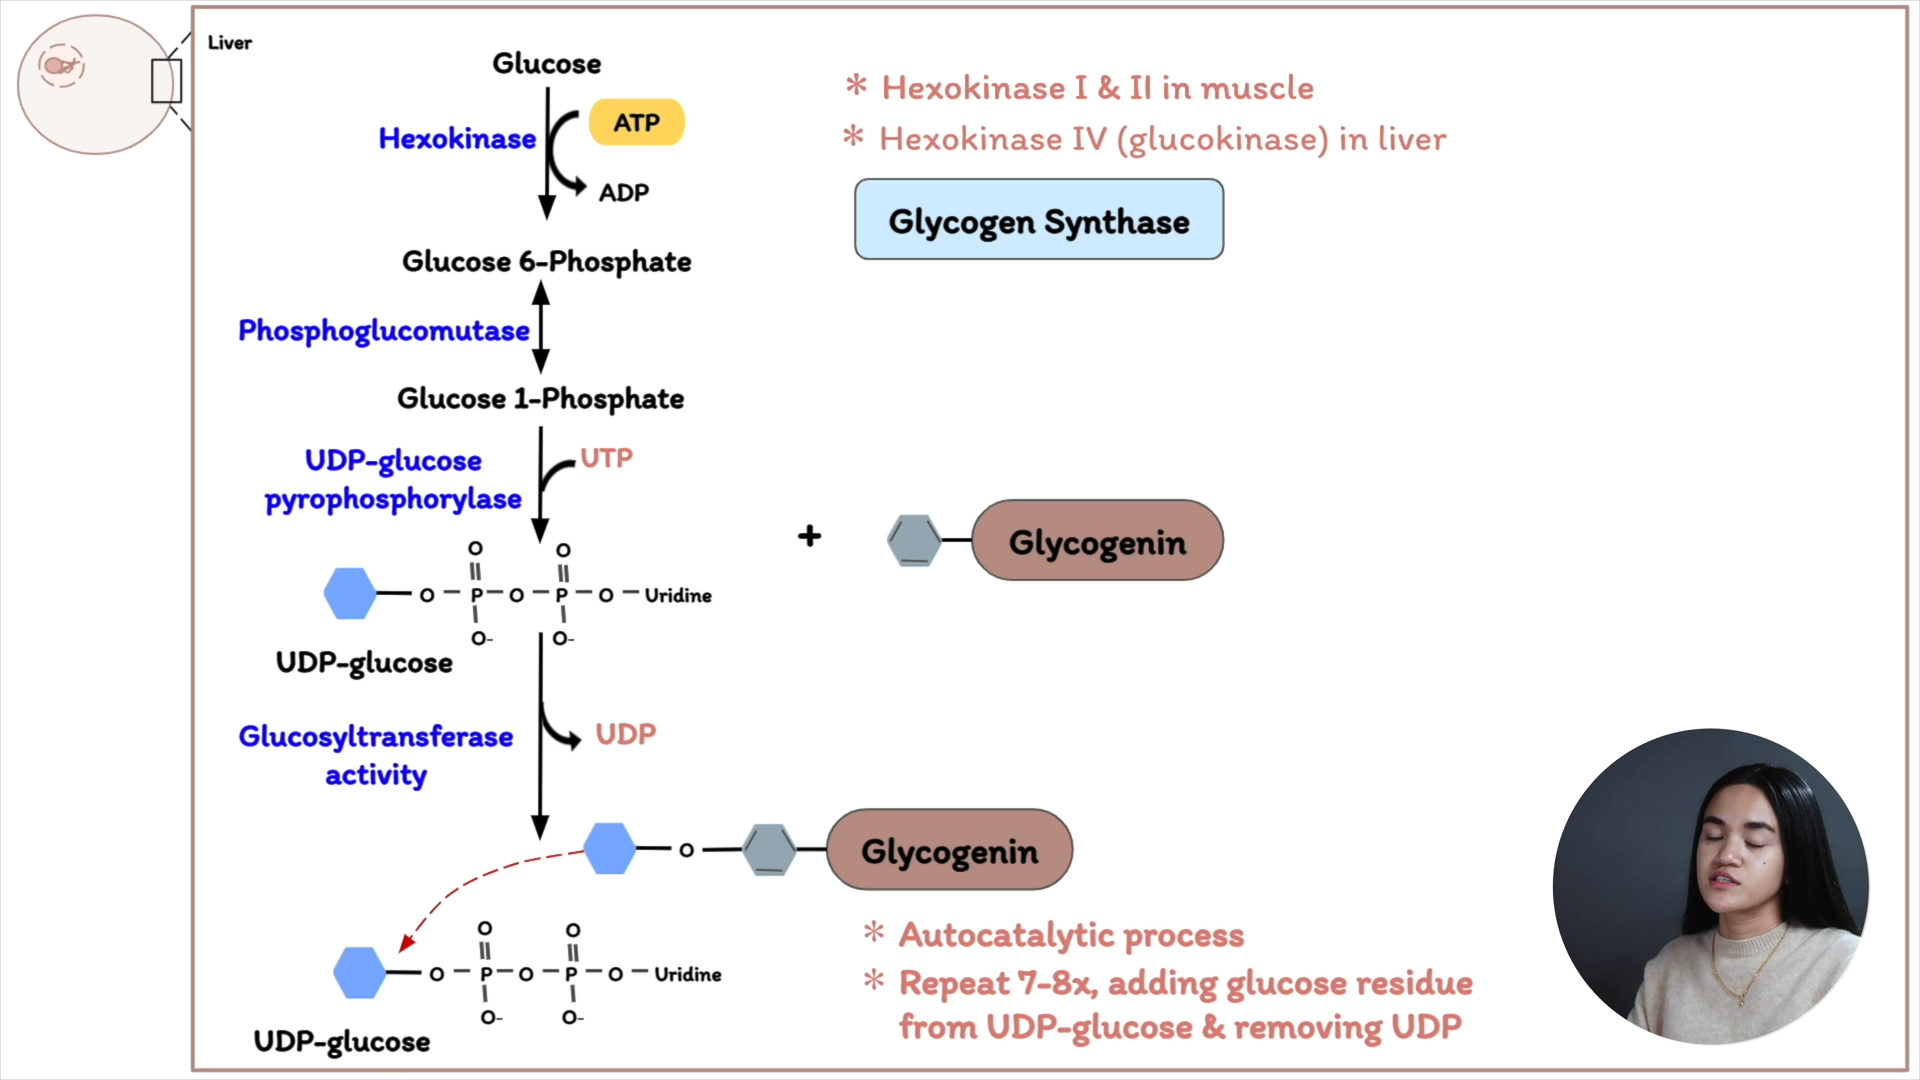 Liver
Glucose
ATP
Hexokinase
ADP
* Hexokinase I & II in muscle
* Hexokinase IV (glucokinase) in liver
Glycogen Synthase
Glucose 6-Phosphate
Phosphoglucomutase
Glucose 1-Phosphate
UDP-glucose
pyrophosphorylase
UTP
+
Glycogenin
O O
O — P — O — P — O — Uridine
O- O-
UDP-glucose
Glucosyltransferase
activity
UDP
O
Glycogenin
* Autocatalytic process
* Repeat 7-8x, adding glucose residue
from UDP-glucose & removing UDP
O O
O — P — O — P — O — Uridine
O- O-
UDP-glucose